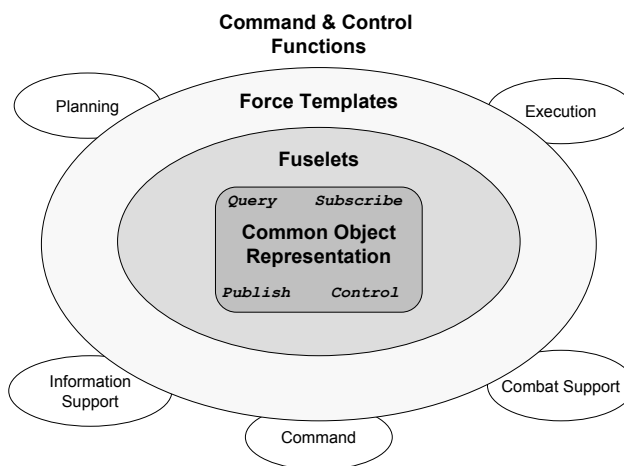 Command & Control
Functions
Planning
Force Templates
Execution
Fuselets
Query Subscribe
Common Object
Representation
Publish Control
Information
Support
Combat Support
Command